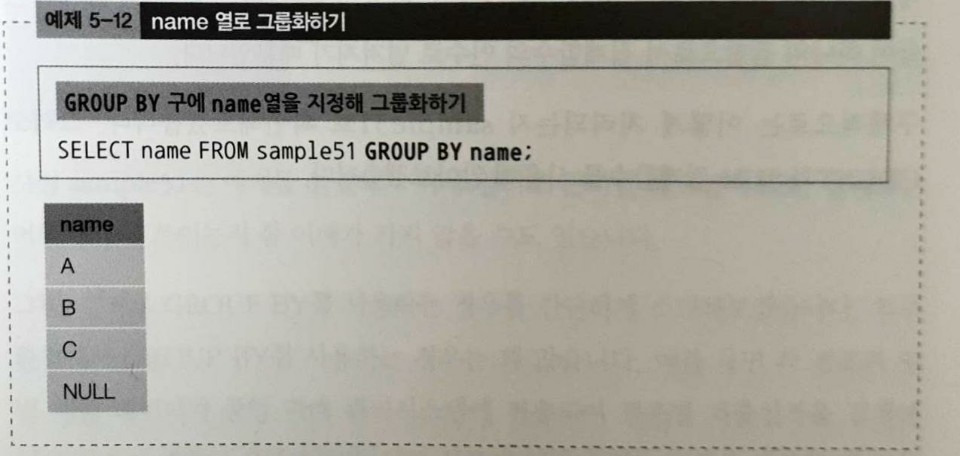 예제 5-12 name 열로 그룹화하기
GROUP BY 구에 name열을 지정해 그룹화하기
SELECT name FROM sample51 GROUP BY name;
name
A
B
C
NULL